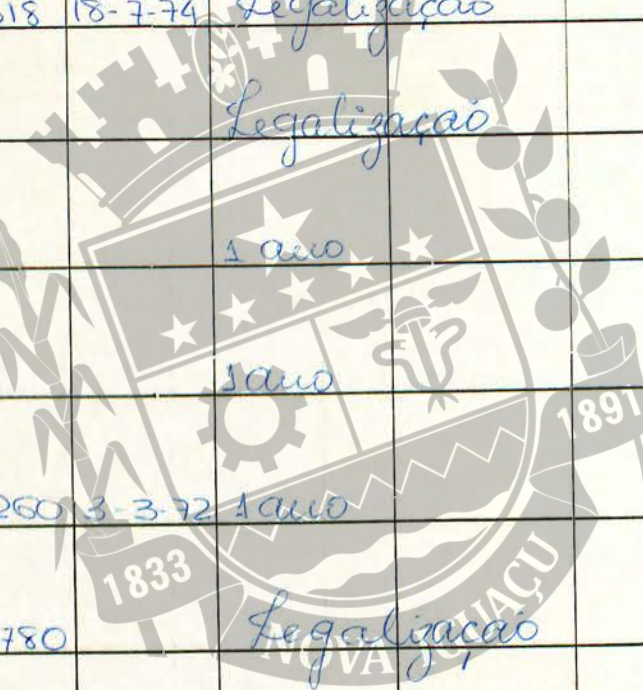 618 18-7-74 Legalização
Legalização
1 ano
1 ano
1891
260 3-3-72 1 ano
1833
780 Legalização
NOVA IGUAÇU